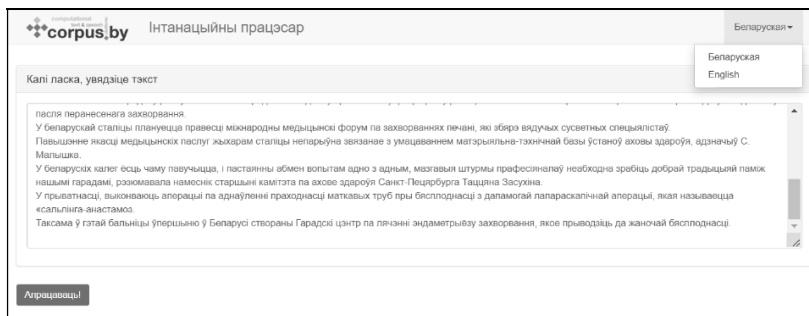 computational
text & speech
corpus.by
Інтанацыйны працэсар
Беларуская
Беларуская
English
Калі ласка, увядзіце тэкст
пасля перанесенага захворвання.
У беларускай сталіцы плануецца правесці міжнародны медыцынскі форум па захворваннях печані, які збярэ вядучых сусветных спецыялістаў.
Павышэнне якасці медыцынскіх паслуг жыхарам сталіцы непарыўна звязанае з умацаваннем матэрыяльна-тэхнічнай базы ўстаноў аховы здароўя, адзначыў С.
Малышка.
У беларускіх калег ёсць чаму павучыцца, і пастаянны абмен вопытам адно з адным, мазгавыя штурмы прафесіяналаў неабходна зрабіць добрай традыцыяй паміж
нашымі гарадамі, рэзюмавала намеснік старшыні камітэта па ахове здароўя Санкт-Пецярбурга Таццяна Засухіна.
У прыватнасці, выконваюць аперацыі па аднаўленні праходнасці маткавых труб пры бясплоднасці з дапамогай лапараскапічнай аперацыі, якая называецца
«сальпінга-анастамоз.
Таксама ў гэтай бальніцы ўпершыню ў Беларусі створаны Гарадскі цэнтр па лячэнні эндаметрыёзу захворвання, якое прыводзіць да жаночай бясплоднасці.
Апрацаваць!